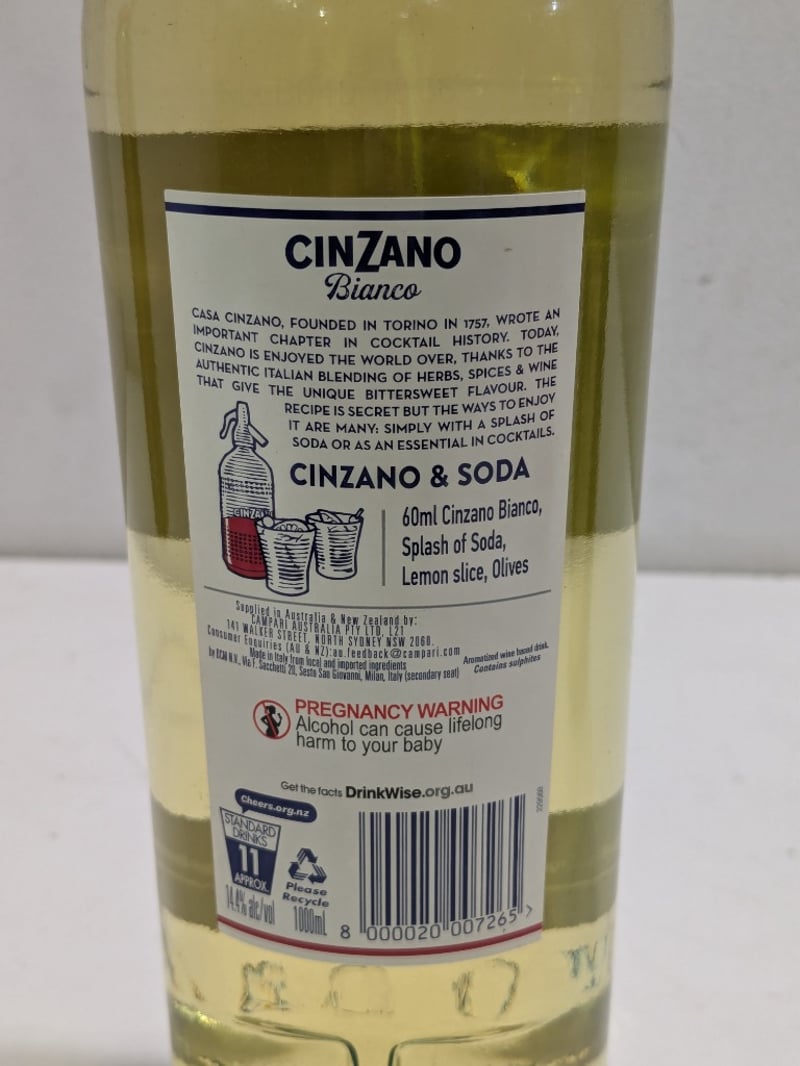 CINZANO
Bianco
CASA CINZANO, FOUNDED IN TORINO IN 1757, WROTE AN
IMPORTANT CHAPTER IN COCKTAIL HISTORY. TODAY,
CINZANO IS ENJOYED THE WORLD OVER, THANKS TO THE
AUTHENTIC ITALIAN BLENDING OF HERBS, SPICES & WINE
THAT GIVE THE UNIQUE BITTERSWEET FLAVOUR. THE
RECIPE IS SECRET BUT THE WAYS TO ENJOY
IT ARE MANY: SIMPLY WITH A SPLASH OF
SODA OR AS AN ESSENTIAL IN COCKTAILS.
CINZANO
CINZANO & SODA
60ml Cinzano Bianco,
Splash of Soda,
Lemon slice, Olives
Supplied in Australia & New Zealand by:
CAMPARI AUSTRALIA PTY LTD, L21
141 WALKER STREET, NORTH SYDNEY NSW 2060.
Consumer Enquiries (AU & NZ):au.feedback@campari.com
Made in Italy from local and imported ingredients
by DCM N.V., Via F. Sacchetti 20, Sesto San Giovanni, Milan, Italy (secondary seat)
Aromatized wine based drink.
Contains sulphites
PREGNANCY WARNING
Alcohol can cause lifelong
harm to your baby
Get the facts DrinkWise.org.au
Cheers.org.nz
STANDARD
DRINKS
11
APPROX.
14.4% alc/vol
Please
Recycle
1000mL
8 000020 007265 >